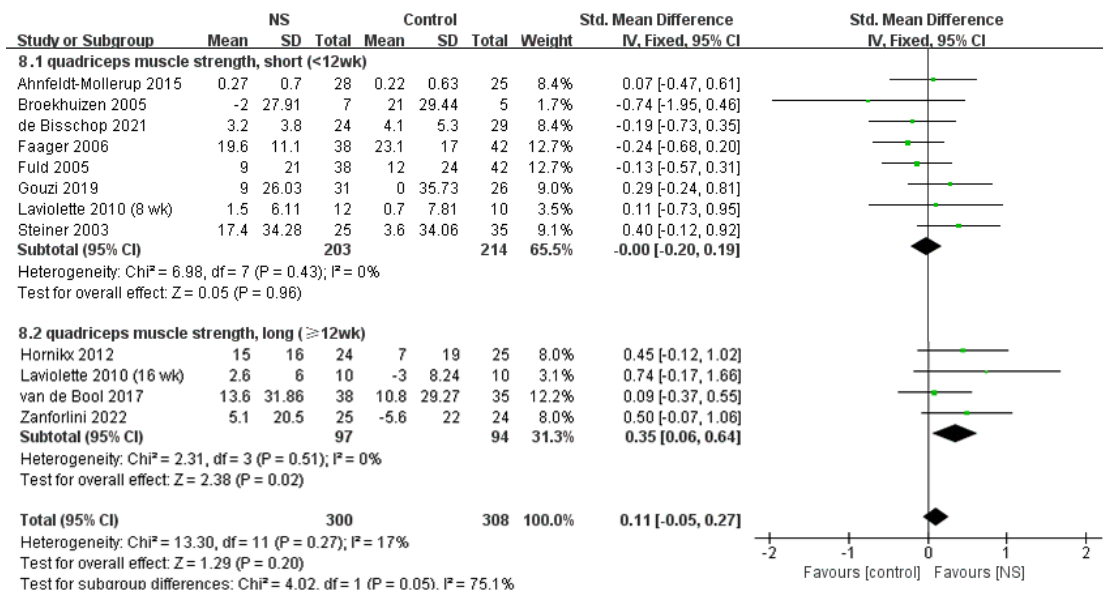 NS Control Std. Mean Difference Std. Mean Difference
Study or Subgroup Mean SD Total Mean SD Total Weight IV, Fixed, 95% CI IV, Fixed, 95% CI
8.1 quadriceps muscle strength, short (<12wk)
Ahnfeldt-Mollerup 2015 0.27 0.7 28 0.22 0.63 25 8.4% 0.07 [-0.47, 0.61]
Broekhuizen 2005 -2 27.91 7 21 29.44 5 1.7% -0.74 [-1.95, 0.46]
de Bisschop 2021 3.2 3.8 24 4.1 5.3 29 8.4% -0.19 [-0.73, 0.35]
Faager 2006 19.6 11.1 38 23.1 17 42 12.7% -0.24 [-0.68, 0.20]
Fuld 2005 9 21 38 12 24 42 12.7% -0.13 [-0.57, 0.31]
Gouzi 2019 9 26.03 31 0 35.73 26 9.0% 0.29 [-0.24, 0.81]
Laviolette 2010 (8 wk) 1.5 6.11 12 0.7 7.81 10 3.5% 0.11 [-0.73, 0.95]
Steiner 2003 17.4 34.28 25 3.6 34.06 35 9.1% 0.40 [-0.12, 0.92]
Subtotal (95% CI) 203 214 65.5% -0.00 [-0.20, 0.19]
Heterogeneity: Chi² = 6.98, df = 7 (P = 0.43); I² = 0%
Test for overall effect: Z = 0.05 (P = 0.96)
8.2 quadriceps muscle strength, long (≥12wk)
Hornikx 2012 15 16 24 7 19 25 8.0% 0.45 [-0.12, 1.02]
Laviolette 2010 (16 wk) 2.6 6 10 -3 8.24 10 3.1% 0.74 [-0.17, 1.66]
van de Bool 2017 13.6 31.86 38 10.8 29.27 35 12.2% 0.09 [-0.37, 0.55]
Zanforlini 2022 5.1 20.5 25 -5.6 22 24 8.0% 0.50 [-0.07, 1.06]
Subtotal (95% CI) 97 94 31.3% 0.35 [0.06, 0.64]
Heterogeneity: Chi² = 2.31, df = 3 (P = 0.51); I² = 0%
Test for overall effect: Z = 2.38 (P = 0.02)
Total (95% CI) 300 308 100.0% 0.11 [-0.05, 0.27]
Heterogeneity: Chi² = 13.30, df = 11 (P = 0.27); I² = 17%
Test for overall effect: Z = 1.29 (P = 0.20)
Test for subgroup differences: Chi² = 4.02, df = 1 (P = 0.05), I² = 75.1%
-2 -1 0 1 2
Favours [control] Favours [NS]